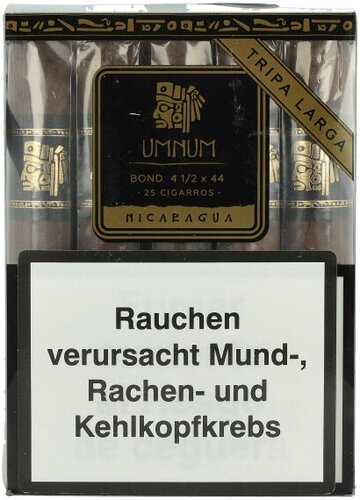 TRIPA LARGA
UMNUM
BOND 4 1/2 x 44
25 CIGARROS
NICARAGUA
Rauchen
verursacht Mund-,
Rachen- und
Kehlkopfkrebs